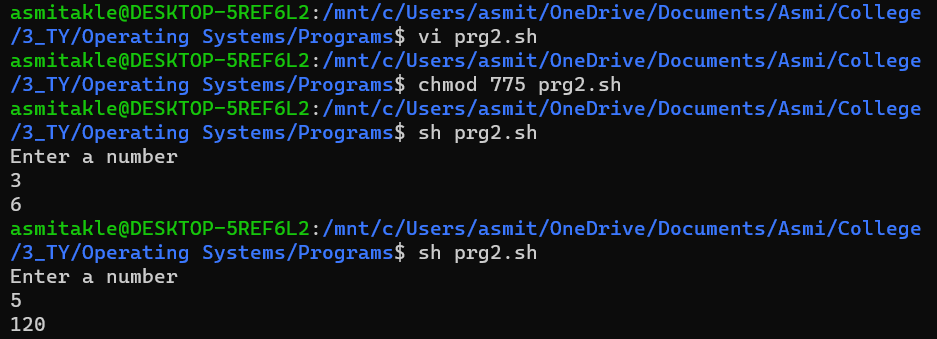 asmitakle@DESKTOP-5REF6L2:/mnt/c/Users/asmit/OneDrive/Documents/Asmi/College
/3_TY/Operating Systems/Programs$ vi prg2.sh
asmitakle@DESKTOP-5REF6L2:/mnt/c/Users/asmit/OneDrive/Documents/Asmi/College
/3_TY/Operating Systems/Programs$ chmod 775 prg2.sh
asmitakle@DESKTOP-5REF6L2:/mnt/c/Users/asmit/OneDrive/Documents/Asmi/College
/3_TY/Operating Systems/Programs$ sh prg2.sh
Enter a number
3
6
asmitakle@DESKTOP-5REF6L2:/mnt/c/Users/asmit/OneDrive/Documents/Asmi/College
/3_TY/Operating Systems/Programs$ sh prg2.sh
Enter a number
5
120